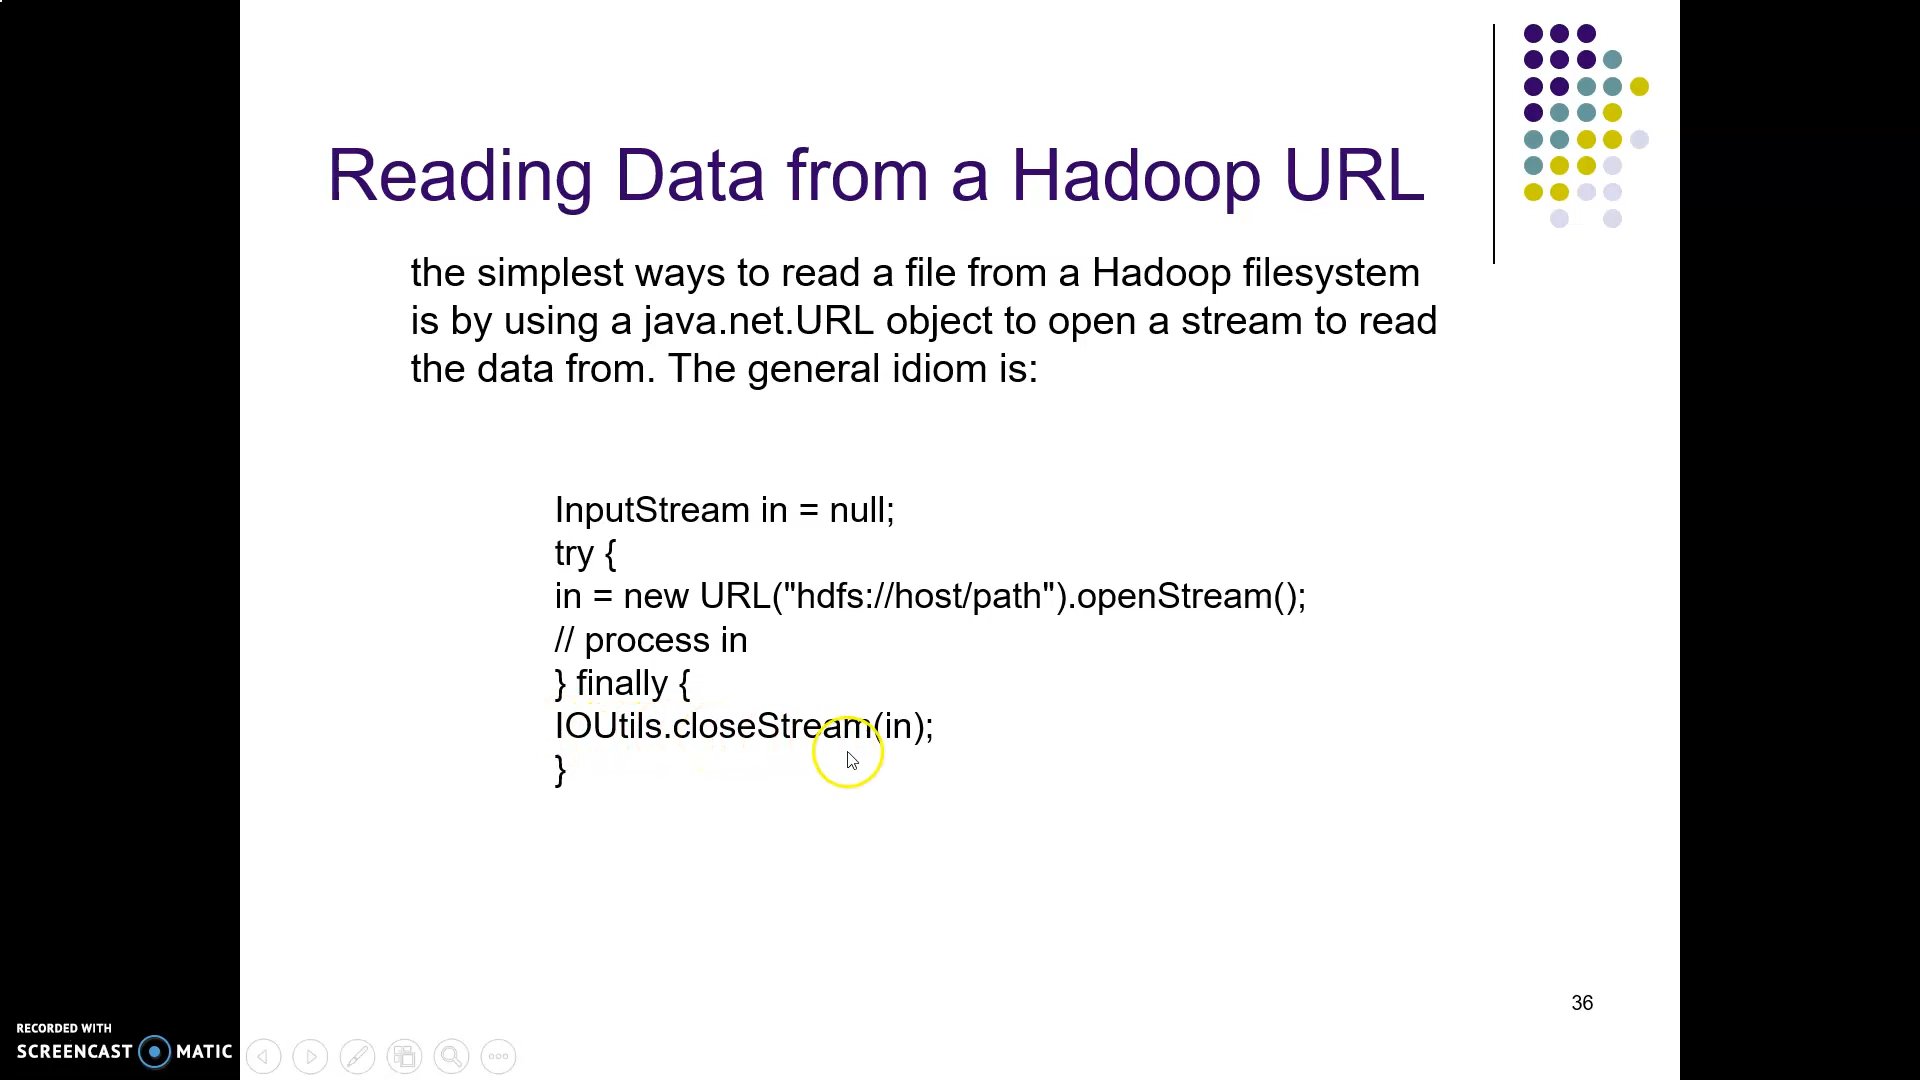 Reading Data from a Hadoop URL
the simplest ways to read a file from a Hadoop filesystem
is by using a java.net.URL object to open a stream to read
the data from. The general idiom is:
InputStream in = null;
try {
in = new URL("hdfs://host/path").openStream();
// process in
} finally {
IOUtils.closeStream(in);
}
36
RECORDED WITH
SCREENCAST MATIC